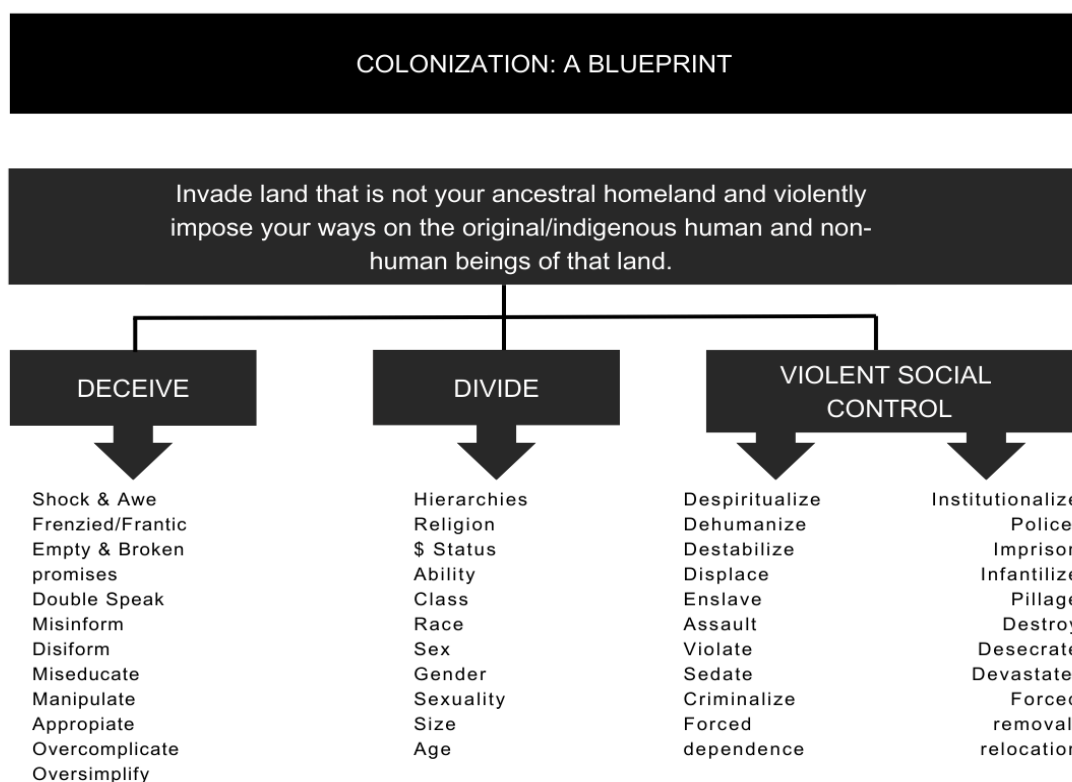 COLONIZATION: A BLUEPRINT
Invade land that is not your ancestral homeland and violently
impose your ways on the original/indigenous human and non-
human beings of that land.
DECEIVE
Shock & Awe
Frenzied/Frantic
Empty & Broken
promises
Double Speak
Misinform
Disiform
Miseducate
Manipulate
Appropiate
Overcomplicate
Oversimplify
DIVIDE
Hierarchies
Religion
$ Status
Ability
Class
Race
Sex
Gender
Sexuality
Size
Age
VIOLENT SOCIAL
CONTROL
Despiritualize
Dehumanize
Destabilize
Displace
Enslave
Assault
Violate
Sedate
Criminalize
Forced
dependence
Institutionalize
Police
Imprison
Infantilize
Pillage
Destroy
Desecrate
Devastate
Forced
removal
relocation